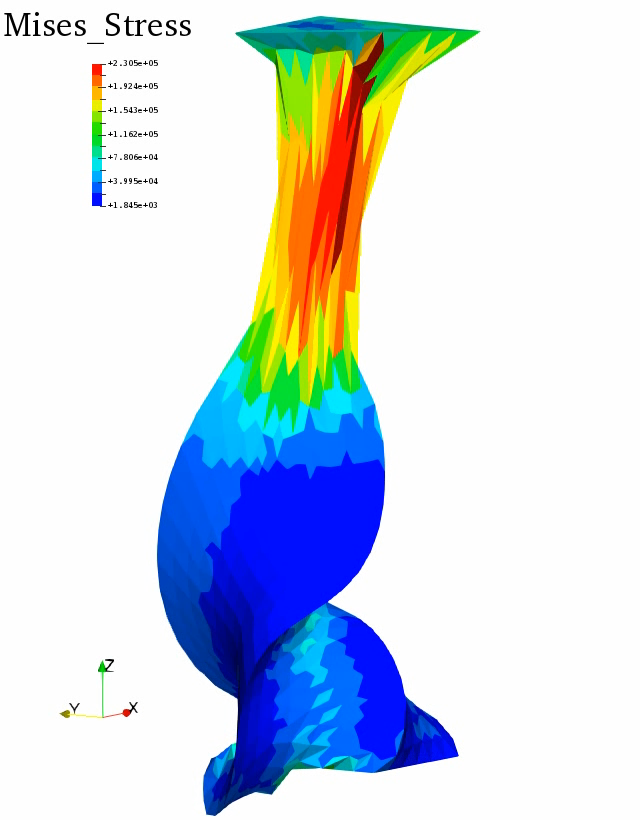 Mises_Stress
+2.305e+05
+1.924e+05
+1.543e+05
+1.162e+05
+7.806e+04
+3.995e+04
+1.845e+03
Z
Y
X